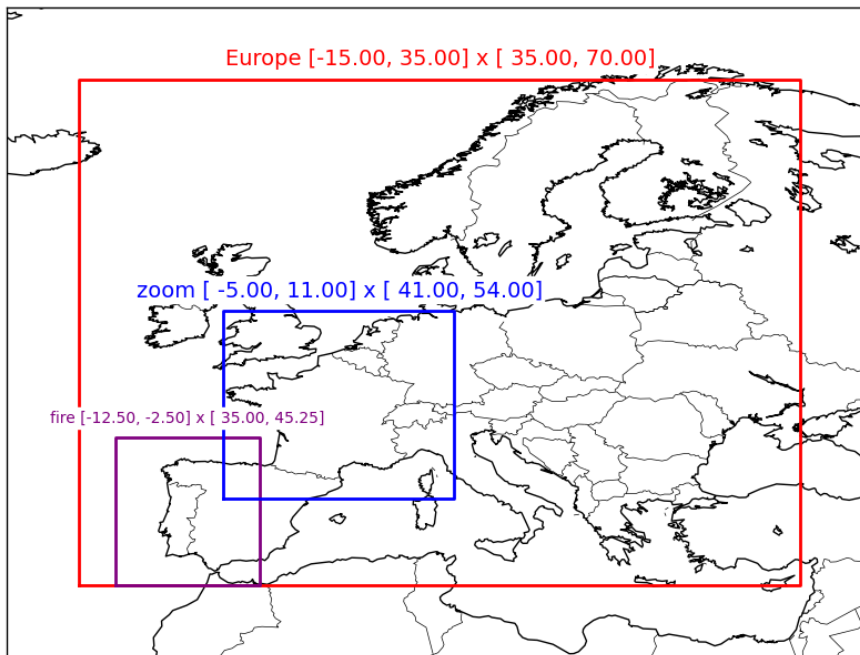 Europe [-15.00, 35.00] x [ 35.00, 70.00]
zoom [ -5.00, 11.00] x [ 41.00, 54.00]
fire [-12.50, -2.50] x [ 35.00, 45.25]